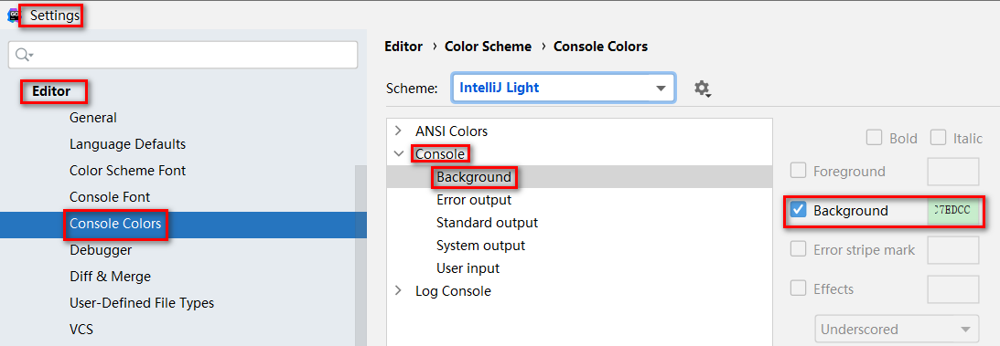 Settings
Editor
General
Language Defaults
Color Scheme Font
Console Font
Console Colors
Debugger
Diff & Merge
User-Defined File Types
VCS
Editor › Color Scheme › Console Colors
Scheme: IntelliJ Light
ANSI Colors
Console
Background
Error output
Standard output
System output
User input
Log Console
Bold Italic
Foreground
Background C7EDCC
Error stripe mark
Effects
Underscored